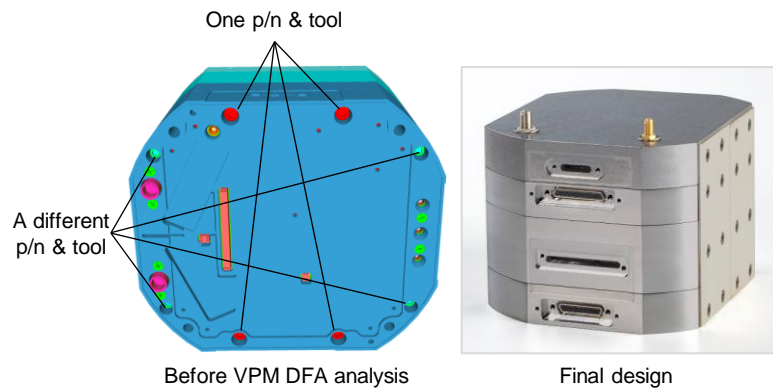 One p/n & tool
A different
p/n & tool
Before VPM DFA analysis
Final design